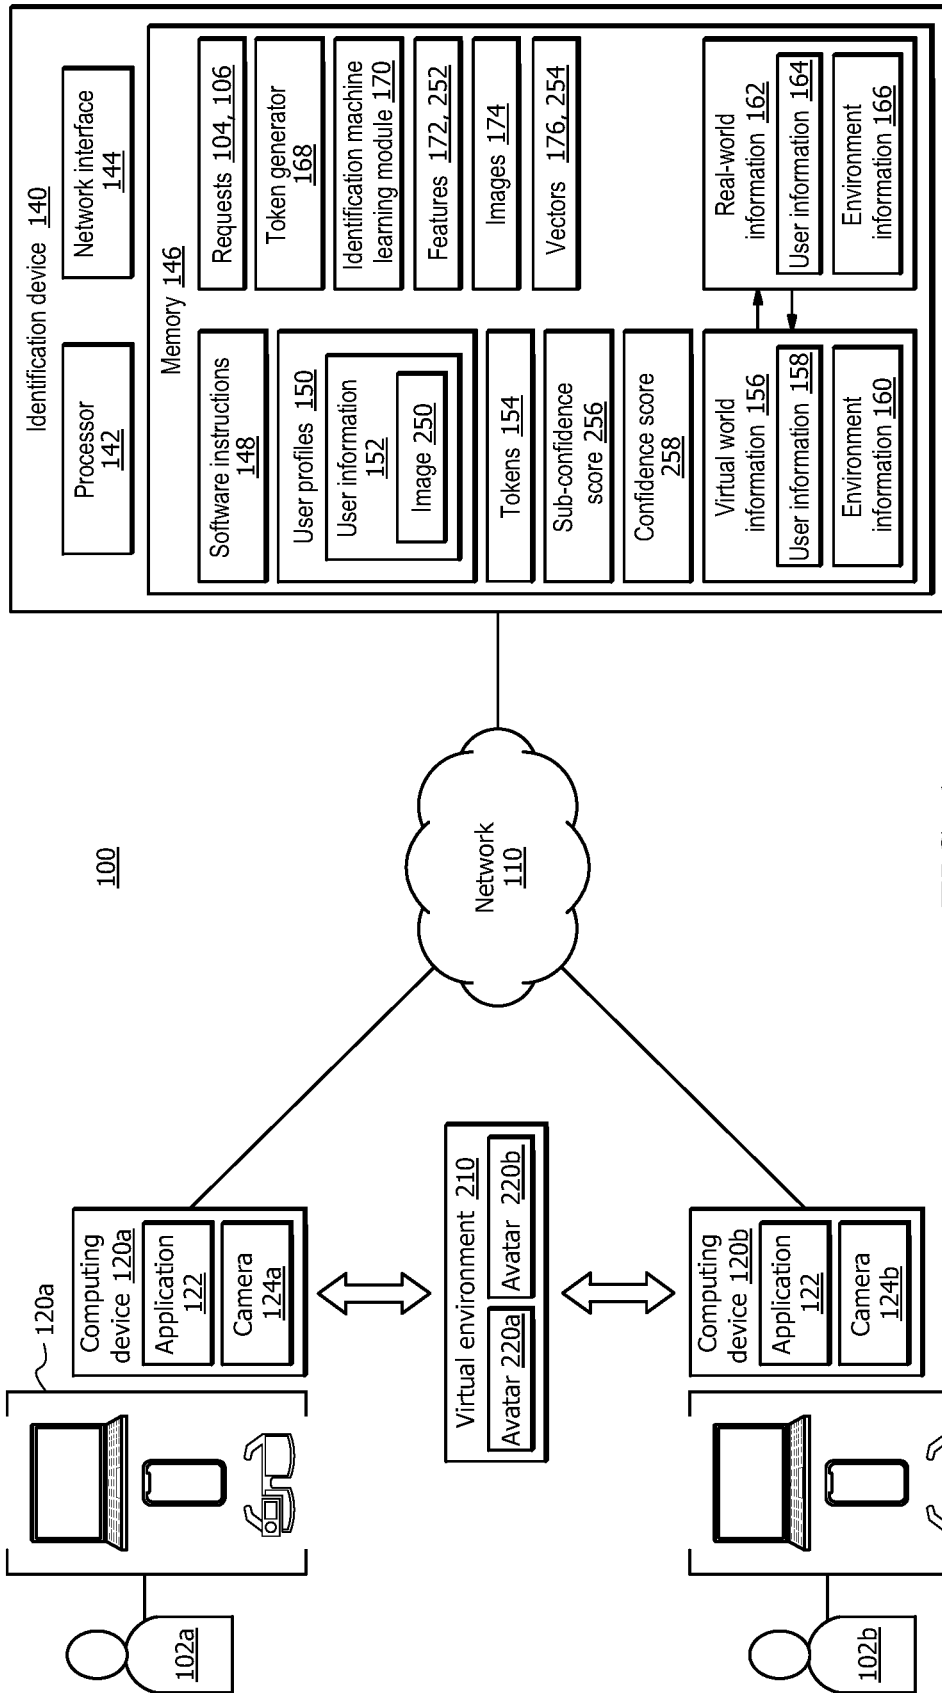 100
120a
102a
Computing
device 120a
Application
122
Camera
124a
Virtual environment 210
Avatar 220a
Avatar 220b
102b
Computing
device 120b
Application
122
Camera
124b
Network
110
Identification device 140
Processor
142
Network interface
144
Memory 146
Software instructions
148
User profiles 150
User information
152
Image 250
Tokens 154
Sub-confidence
score 256
Confidence score
258
Virtual world
information 156
User information 158
Environment
information 160
Requests 104, 106
Token generator
168
Identification machine
learning module 170
Features 172, 252
Images 174
Vectors 176, 254
Real-world
information 162
User information 164
Environment
information 166